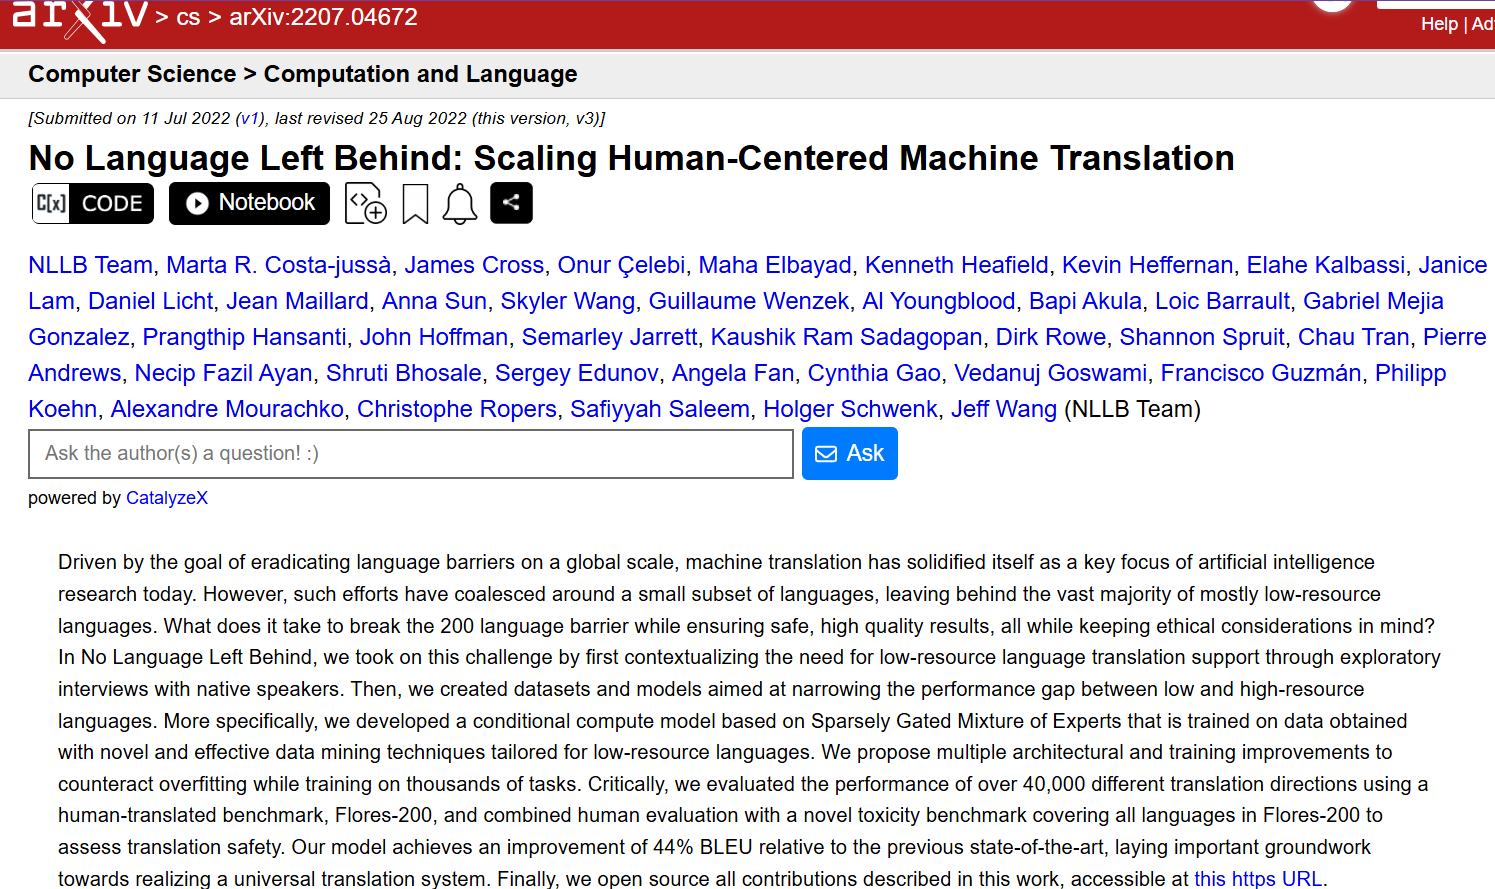 arXiv > cs > arXiv:2207.04672
Help |
Computer Science > Computation and Language
[Submitted on 11 Jul 2022 (v1), last revised 25 Aug 2022 (this version, v3)]
No Language Left Behind: Scaling Human-Centered Machine Translation
C[x] CODE Notebook
NLLB Team, Marta R. Costa-jussà, James Cross, Onur Çelebi, Maha Elbayad, Kenneth Heafield, Kevin Heffernan, Elahe Kalbassi, Janice
Lam, Daniel Licht, Jean Maillard, Anna Sun, Skyler Wang, Guillaume Wenzek, Al Youngblood, Bapi Akula, Loic Barrault, Gabriel Mejia
Gonzalez, Prangthip Hansanti, John Hoffman, Semarley Jarrett, Kaushik Ram Sadagopan, Dirk Rowe, Shannon Spruit, Chau Tran, Pierre
Andrews, Necip Fazil Ayan, Shruti Bhosale, Sergey Edunov, Angela Fan, Cynthia Gao, Vedanuj Goswami, Francisco Guzmán, Philipp
Koehn, Alexandre Mourachko, Christophe Ropers, Safiyyah Saleem, Holger Schwenk, Jeff Wang (NLLB Team)
Ask the author(s) a question! :) Ask
powered by CatalyzeX
Driven by the goal of eradicating language barriers on a global scale, machine translation has solidified itself as a key focus of artificial intelligence
research today. However, such efforts have coalesced around a small subset of languages, leaving behind the vast majority of mostly low-resource
languages. What does it take to break the 200 language barrier while ensuring safe, high quality results, all while keeping ethical considerations in mind?
In No Language Left Behind, we took on this challenge by first contextualizing the need for low-resource language translation support through exploratory
interviews with native speakers. Then, we created datasets and models aimed at narrowing the performance gap between low and high-resource
languages. More specifically, we developed a conditional compute model based on Sparsely Gated Mixture of Experts that is trained on data obtained
with novel and effective data mining techniques tailored for low-resource languages. We propose multiple architectural and training improvements to
counteract overfitting while training on thousands of tasks. Critically, we evaluated the performance of over 40,000 different translation directions using a
human-translated benchmark, Flores-200, and combined human evaluation with a novel toxicity benchmark covering all languages in Flores-200 to
assess translation safety. Our model achieves an improvement of 44% BLEU relative to the previous state-of-the-art, laying important groundwork
towards realizing a universal translation system. Finally, we open source all contributions described in this work, accessible at this https URL.